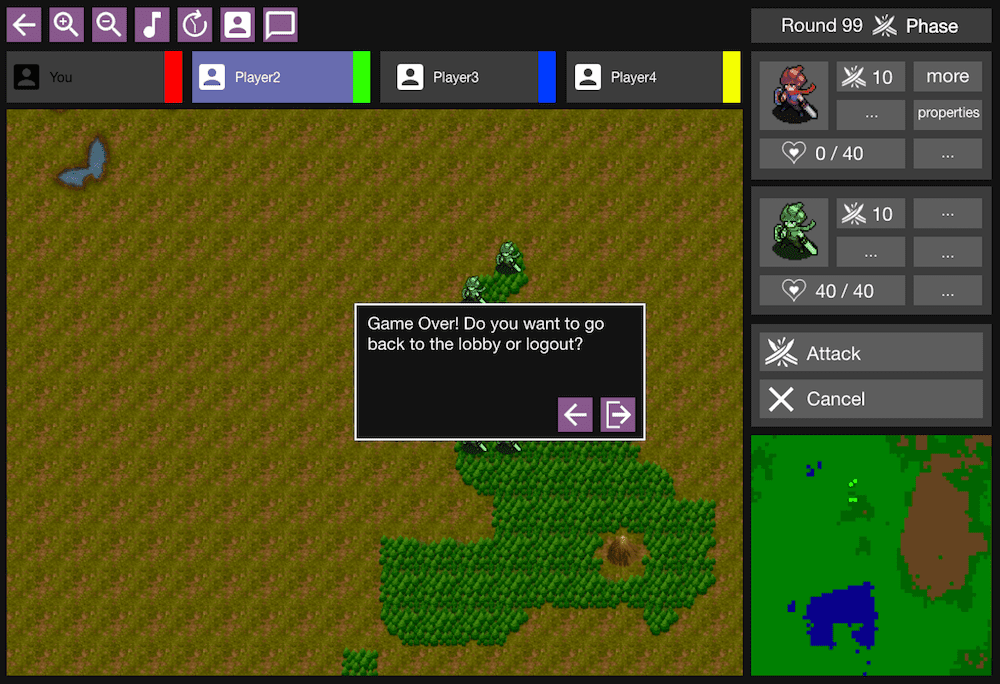 Round 99 Phase
You
Player2
Player3
Player4
10
more
...
properties
0 / 40
...
10
...
...
...
40 / 40
...
Game Over! Do you want to go
back to the lobby or logout?
Attack
Cancel